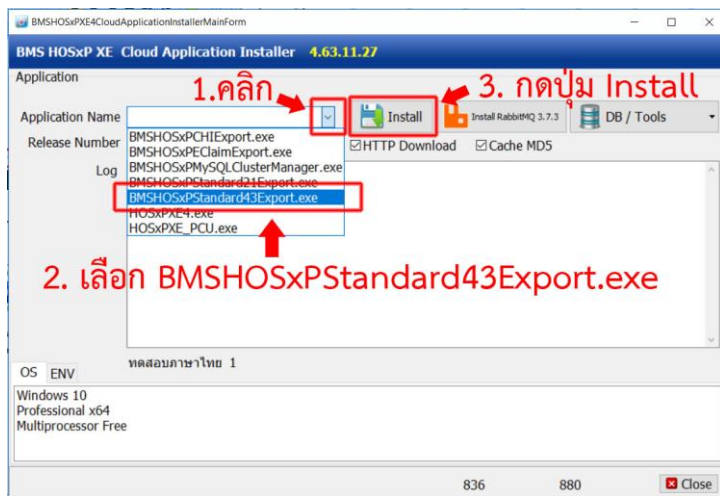 BMSHOSxPXE4CloudApplicationInstallerMainForm
BMS HOSxP XE Cloud Application Installer 4.63.11.27
Application
1.คลิก
3. กดปุ่ม Install
Application Name
Install
Install RabbitMQ 3.7.3
DB / Tools
Release Number
HTTP Download
Cache MD5
Log
BMSHOSxPCHIExport.exe
BMSHOSxPEClaimExport.exe
BMSHOSxPMySQLClusterManager.exe
BMSHOSxPStandard21Export.exe
BMSHOSxPStandard43Export.exe
HOSxPXE4.exe
HOSxPXE_PCU.exe
2. เลือก BMSHOSxPStandard43Export.exe
ทดสอบภาษาไทย 1
OS ENV
Windows 10
Professional x64
Multiprocessor Free
836 880 Close